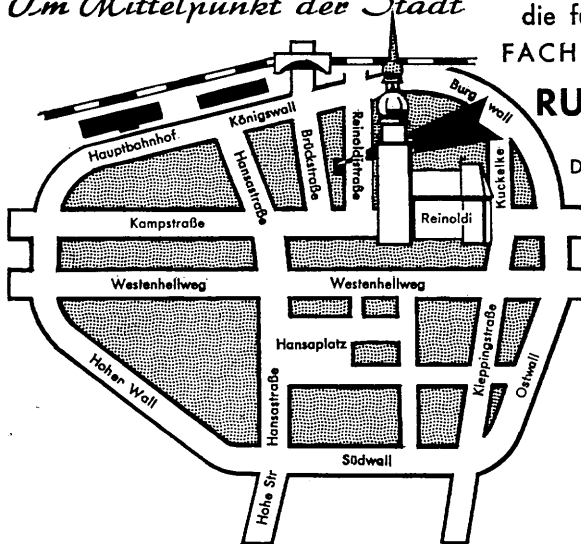 Im Mittelpunkt der Stadt
die fü
FACH
RU
D
Burgwall
Königswall
Hauptbahnhof
Brückstraße
Reinoldistraße
Hansastraße
Kuckelke
Kampstraße
Reinoldi
Westenhellweg
Westenhellweg
Hansaplatz
Kleppingstraße
Hoher Wall
Hansastraße
Ostwall
Südwall
Hohe Str